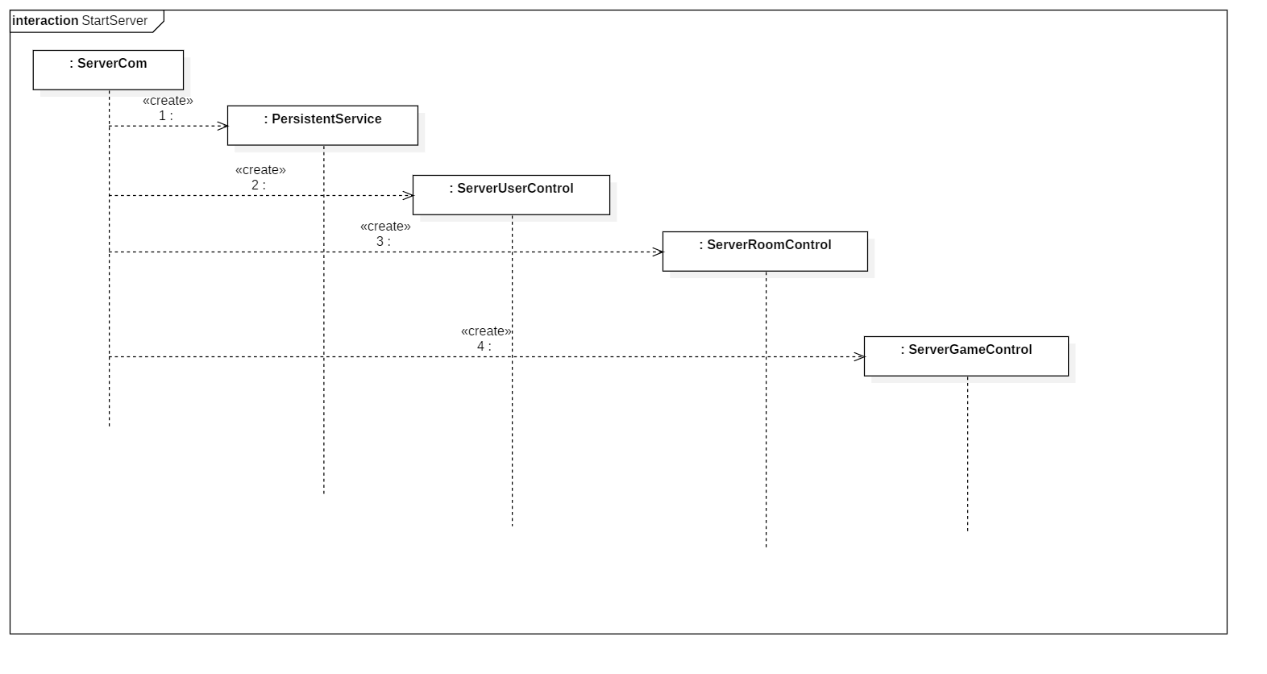 interaction StartServer
: ServerCom
«create»
1 :
: PersistentService
«create»
2 :
: ServerUserControl
«create»
3 :
: ServerRoomControl
«create»
4 :
: ServerGameControl